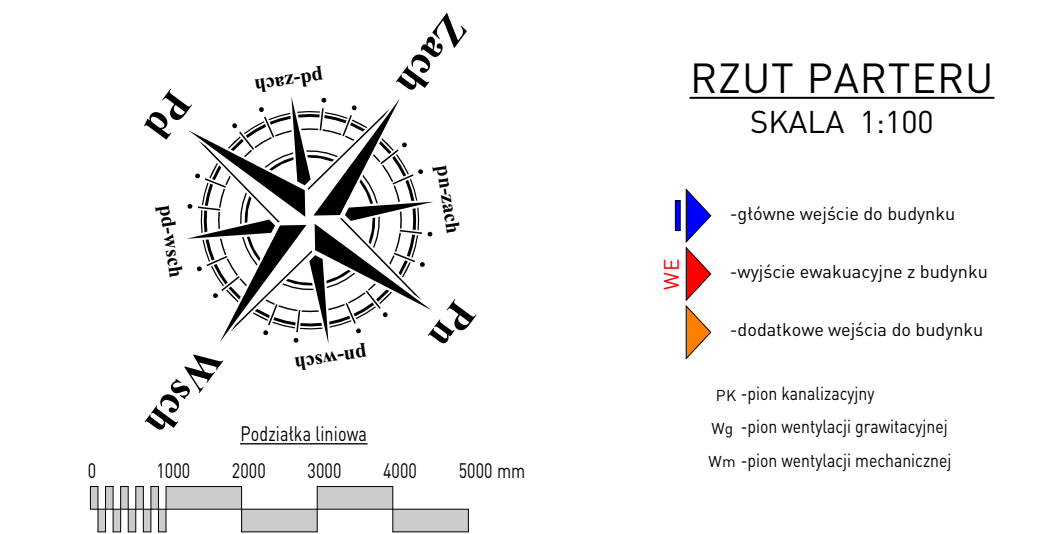 Zach
pd-zach
Pd
pn-zach
pd-wsch
Pn
pn-wsch
Wsch
Podziałka liniowa
0 1000 2000 3000 4000 5000 mm
RZUT PARTERU
SKALA 1:100
I -główne wejście do budynku
WE -wyjście ewakuacyjne z budynku
-dodatkowe wejścia do budynku
PK -pion kanalizacyjny
Wg -pion wentylacji grawitacyjnej
Wm -pion wentylacji mechanicznej